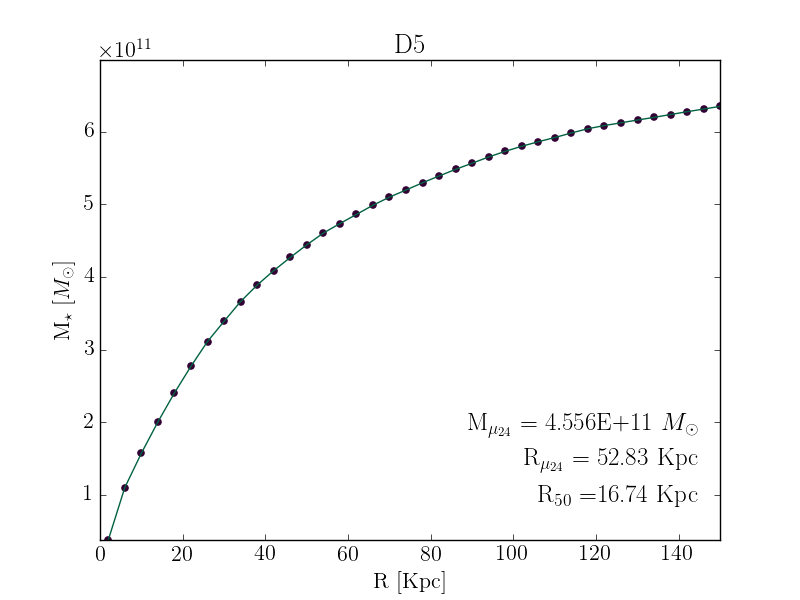 D5
×10¹¹
6
5
4
3
2
1
M⋆ [M☉]
M_μ₂₄ = 4.556E+11 M☉
R_μ₂₄ = 52.83 Kpc
R₅₀ =16.74 Kpc
0 20 40 60 80 100 120 140
R [Kpc]